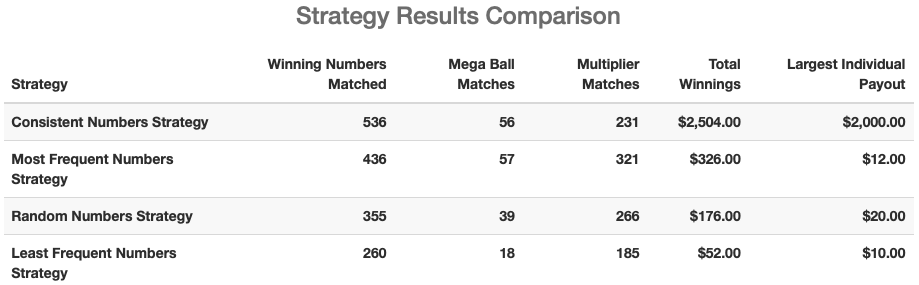 Strategy Results Comparison
Strategy Winning Numbers Matched Mega Ball Matches Multiplier Matches Total Winnings Largest Individual Payout
Consistent Numbers Strategy 536 56 231 $2,504.00 $2,000.00
Most Frequent Numbers Strategy 436 57 321 $326.00 $12.00
Random Numbers Strategy 355 39 266 $176.00 $20.00
Least Frequent Numbers Strategy 260 18 185 $52.00 $10.00